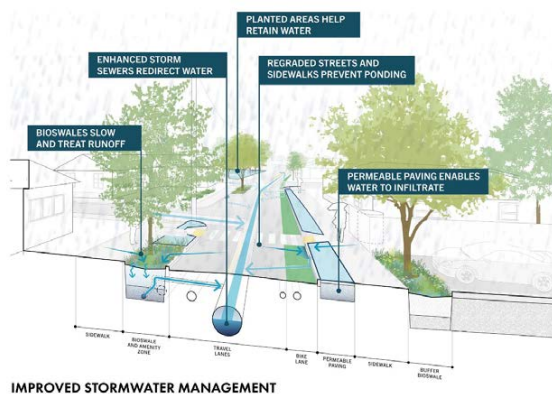 PLANTED AREAS HELP
RETAIN WATER
ENHANCED STORM
SEWERS REDIRECT WATER
REGRADED STREETS AND
SIDEWALKS PREVENT PONDING
BIOSWALES SLOW
AND TREAT RUNOFF
PERMEABLE PAVING ENABLES
WATER TO INFILTRATE
SIDEWALK
BIOSWALE
AND AMENITY
ZONE
TRAVEL
LANES
BIKE
LANE
PERMEABLE
PAVING
SIDEWALK
BUFFER
BIOSWALE
IMPROVED STORMWATER MANAGEMENT